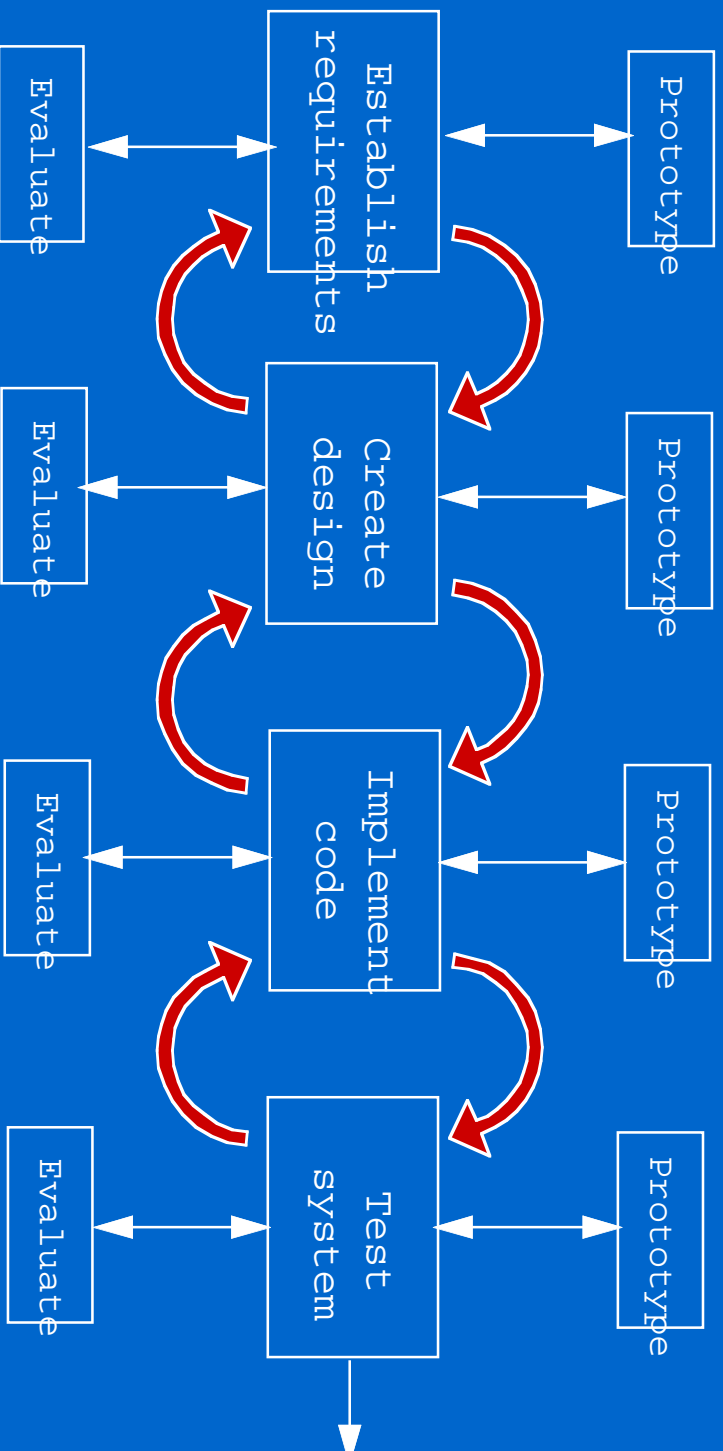 Prototype
Prototype
Prototype
Prototype
Establish
requirements
Create
design
Implement
code
Test
system
Evaluate
Evaluate
Evaluate
Evaluate